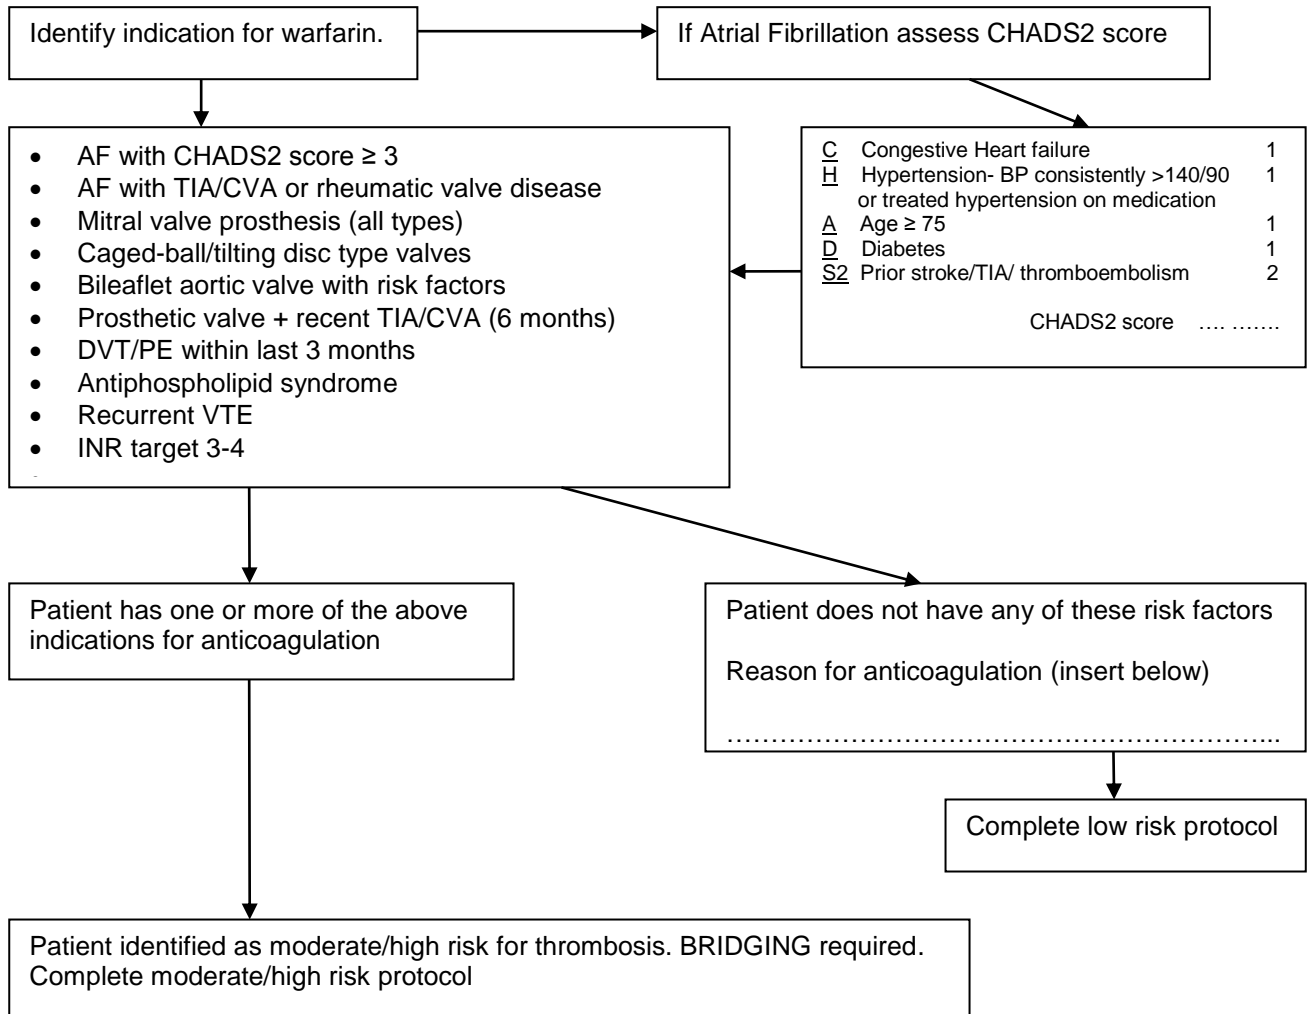 Identify indication for warfarin.
If Atrial Fibrillation assess CHADS2 score
• AF with CHADS2 score ≥ 3
• AF with TIA/CVA or rheumatic valve disease
• Mitral valve prosthesis (all types)
• Caged-ball/tilting disc type valves
• Bileaflet aortic valve with risk factors
• Prosthetic valve + recent TIA/CVA (6 months)
• DVT/PE within last 3 months
• Antiphospholipid syndrome
• Recurrent VTE
• INR target 3-4
C Congestive Heart failure 1
H Hypertension- BP consistently >140/90 1
or treated hypertension on medication
A Age ≥ 75 1
D Diabetes 1
S2 Prior stroke/TIA/ thromboembolism 2
CHADS2 score …. …….
Patient has one or more of the above
indications for anticoagulation
Patient does not have any of these risk factors
Reason for anticoagulation (insert below)
…………………………………………………………..
Complete low risk protocol
Patient identified as moderate/high risk for thrombosis. BRIDGING required.
Complete moderate/high risk protocol